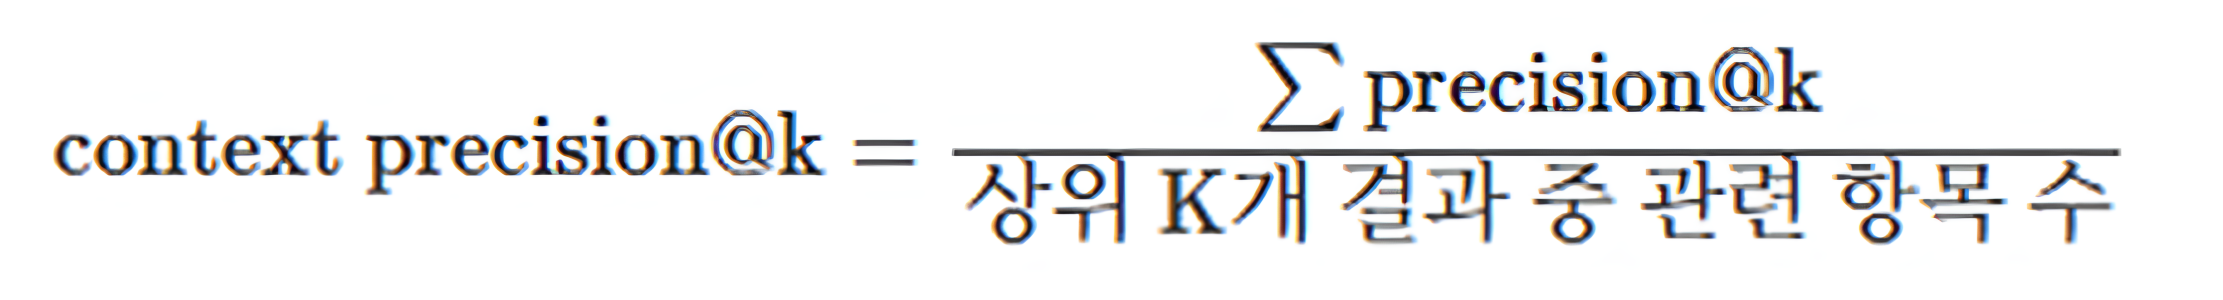 context precision@k = ∑ precision@k
상위 K개 결과 중 관련 항목 수